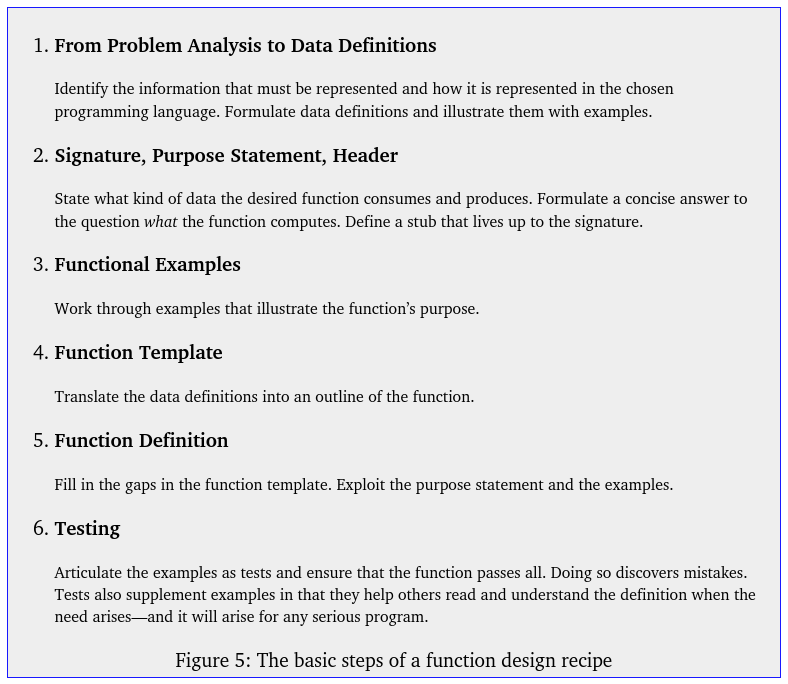 1. From Problem Analysis to Data Definitions
Identify the information that must be represented and how it is represented in the chosen
programming language. Formulate data definitions and illustrate them with examples.
2. Signature, Purpose Statement, Header
State what kind of data the desired function consumes and produces. Formulate a concise answer to
the question what the function computes. Define a stub that lives up to the signature.
3. Functional Examples
Work through examples that illustrate the function’s purpose.
4. Function Template
Translate the data definitions into an outline of the function.
5. Function Definition
Fill in the gaps in the function template. Exploit the purpose statement and the examples.
6. Testing
Articulate the examples as tests and ensure that the function passes all. Doing so discovers mistakes.
Tests also supplement examples in that they help others read and understand the definition when the
need arises—and it will arise for any serious program.
Figure 5: The basic steps of a function design recipe